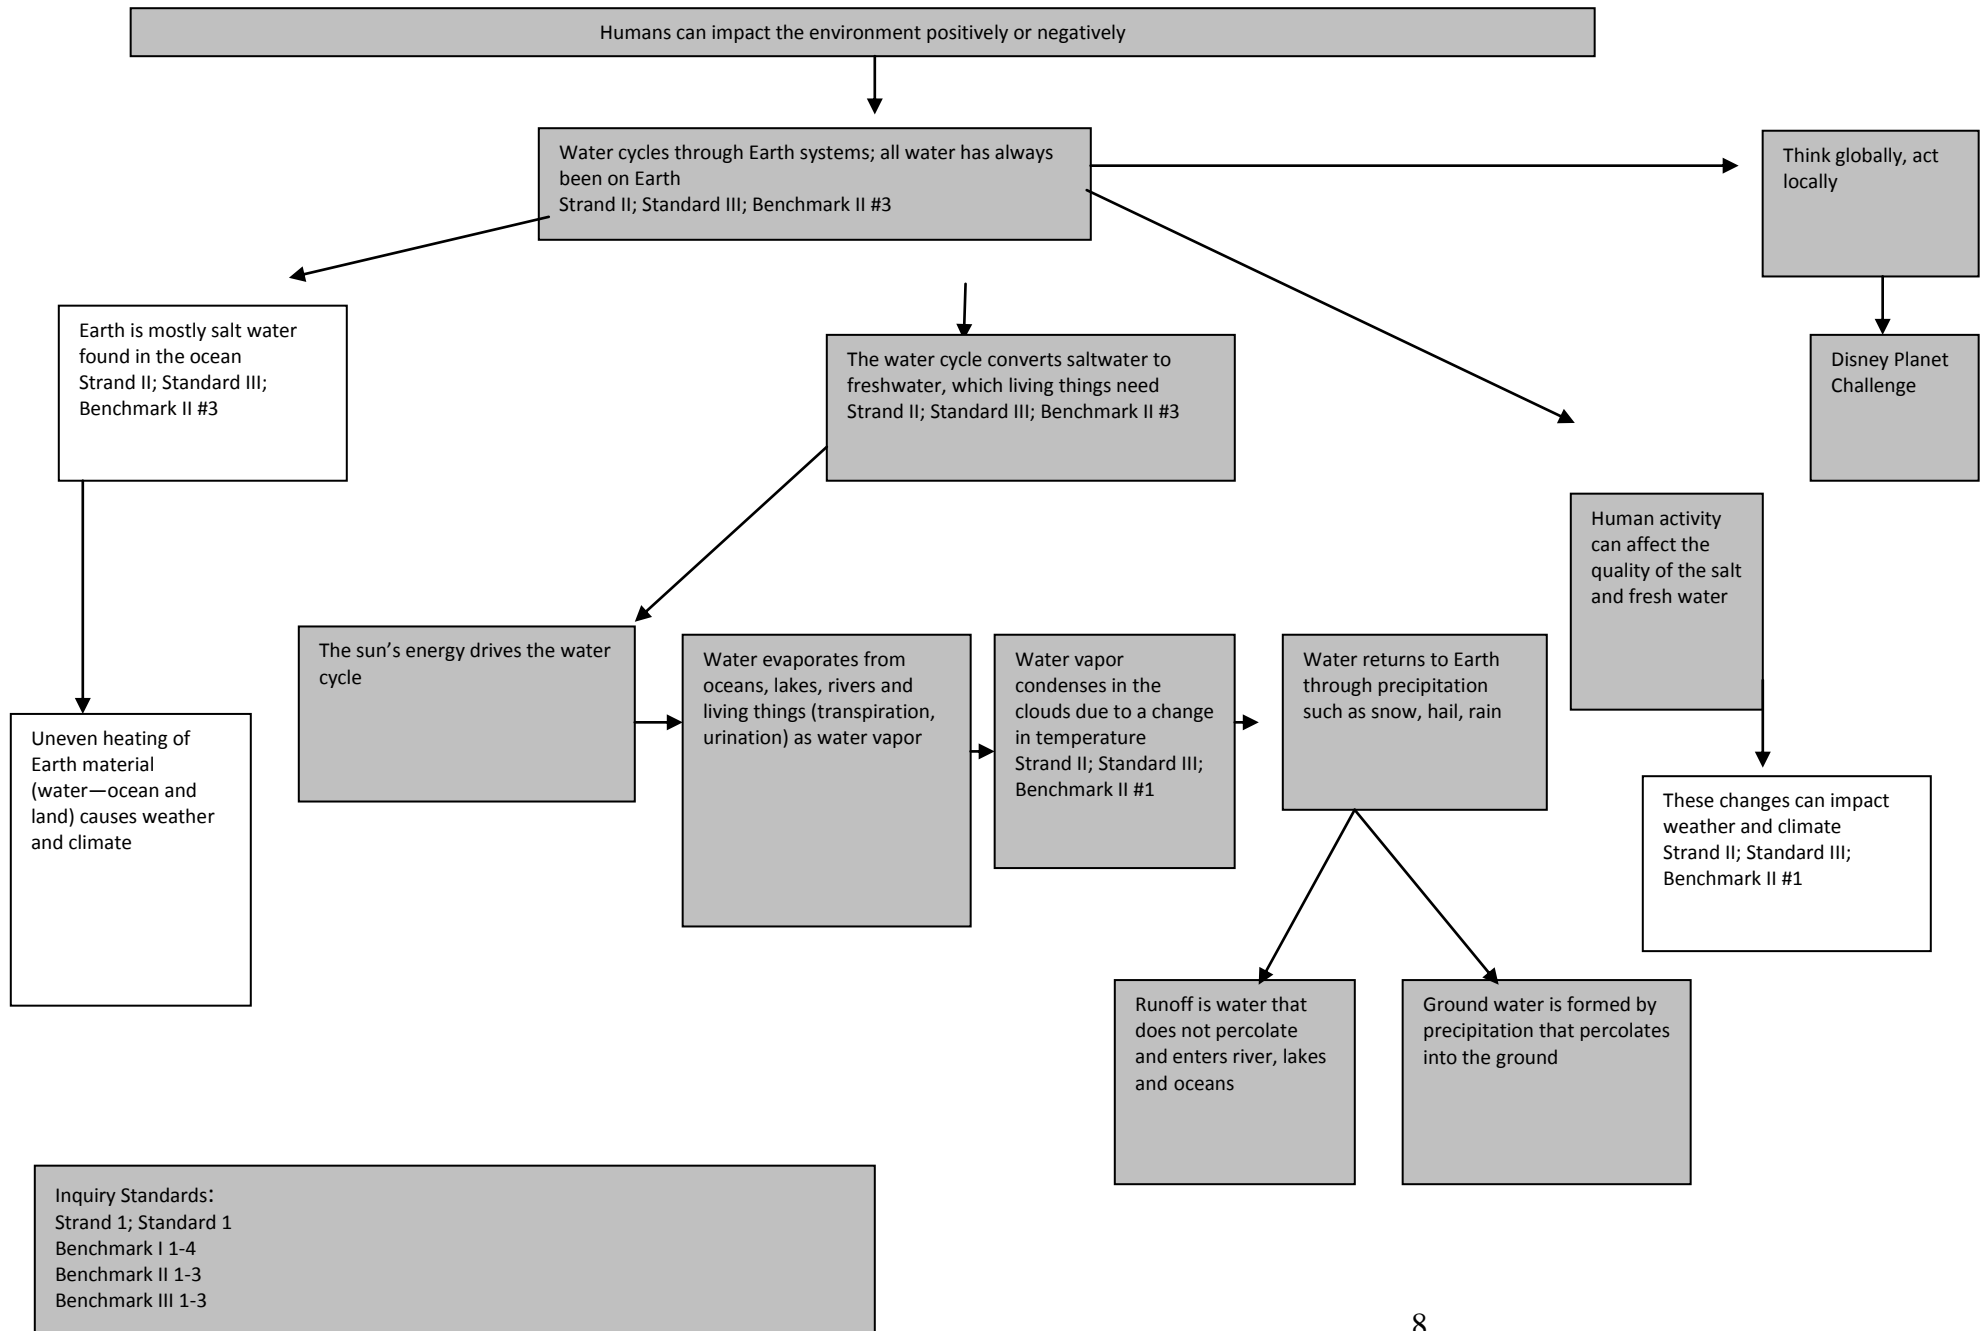 Humans can impact the environment positively or negatively
Water cycles through Earth systems; all water has always
been on Earth
Strand II; Standard III; Benchmark II #3
Think globally, act
locally
Earth is mostly salt water
found in the ocean
Strand II; Standard III;
Benchmark II #3
The water cycle converts saltwater to
freshwater, which living things need
Strand II; Standard III; Benchmark II #3
Disney Planet
Challenge
Human activity
can affect the
quality of the salt
and fresh water
The sun’s energy drives the water
cycle
Water evaporates from
oceans, lakes, rivers and
living things (transpiration,
urination) as water vapor
Water vapor
condenses in the
clouds due to a change
in temperature
Strand II; Standard III;
Benchmark II #1
Water returns to Earth
through precipitation
such as snow, hail, rain
Uneven heating of
Earth material
(water—ocean and
land) causes weather
and climate
These changes can impact
weather and climate
Strand II; Standard III;
Benchmark II #1
Runoff is water that
does not percolate
and enters river, lakes
and oceans
Ground water is formed by
precipitation that percolates
into the ground
Inquiry Standards:
Strand 1; Standard 1
Benchmark I 1-4
Benchmark II 1-3
Benchmark III 1-3
8